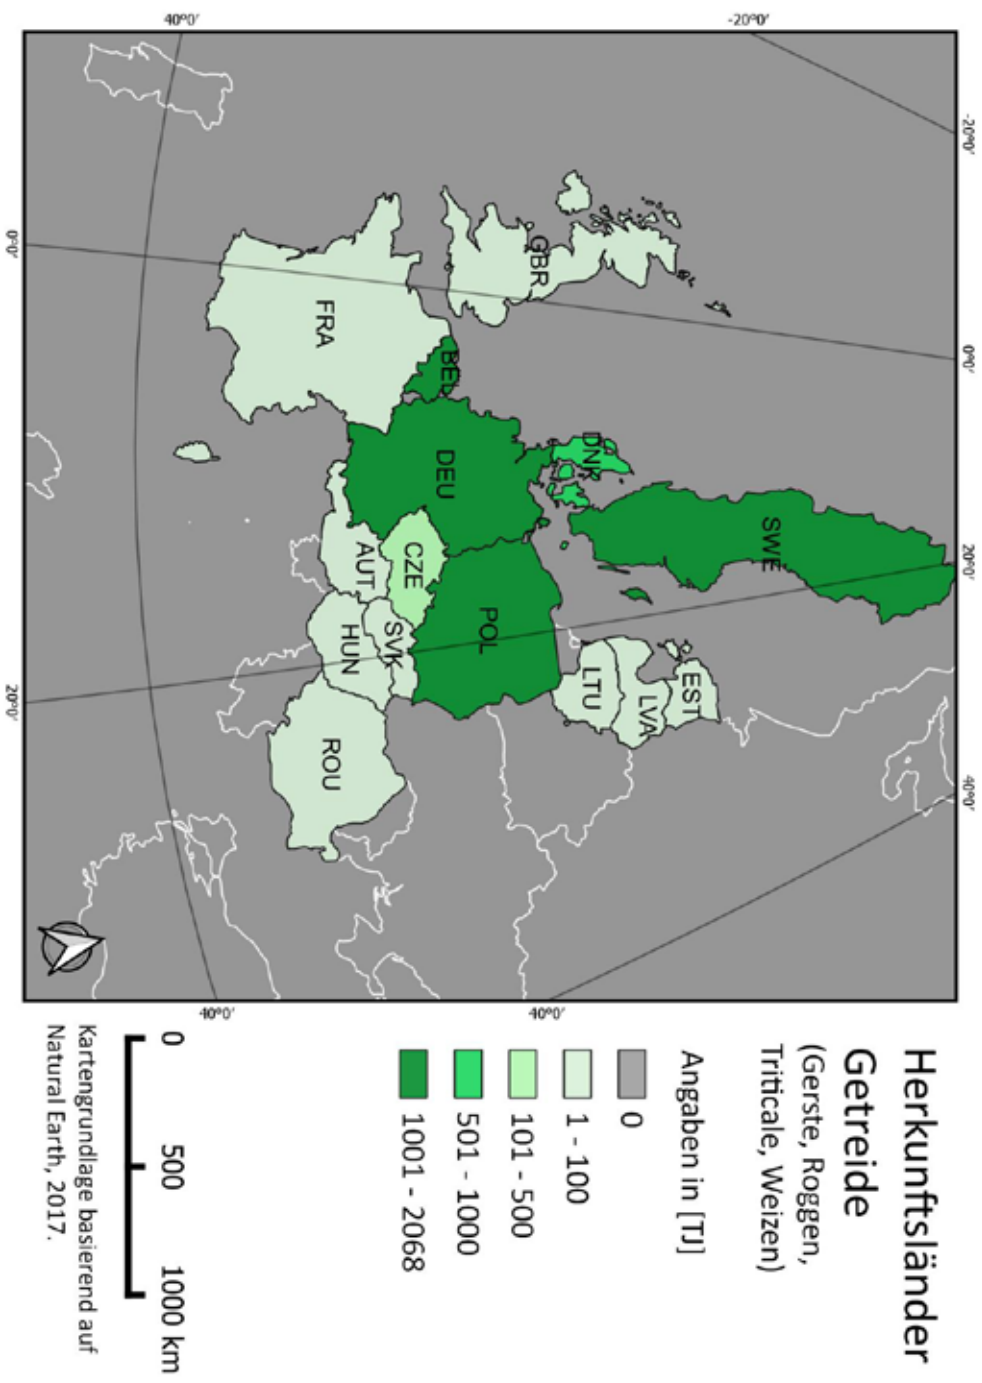 -20°0'
0°0'
20°0'
40°0'
-20°0'
40°0'
SWE
EST
LVA
DNK
LTU
GBR
POL
BEL
DEU
CZE
SVK
AUT
HUN
ROU
FRA
40°0'
40°0'
0°0'
20°0'
Herkunftsländer
Getreide
(Gerste, Roggen,
Triticale, Weizen)
Angaben in [TJ]
0
1 - 100
101 - 500
501 - 1000
1001 - 2068
0 500 1000 km
Kartengrundlage basierend auf
Natural Earth, 2017.